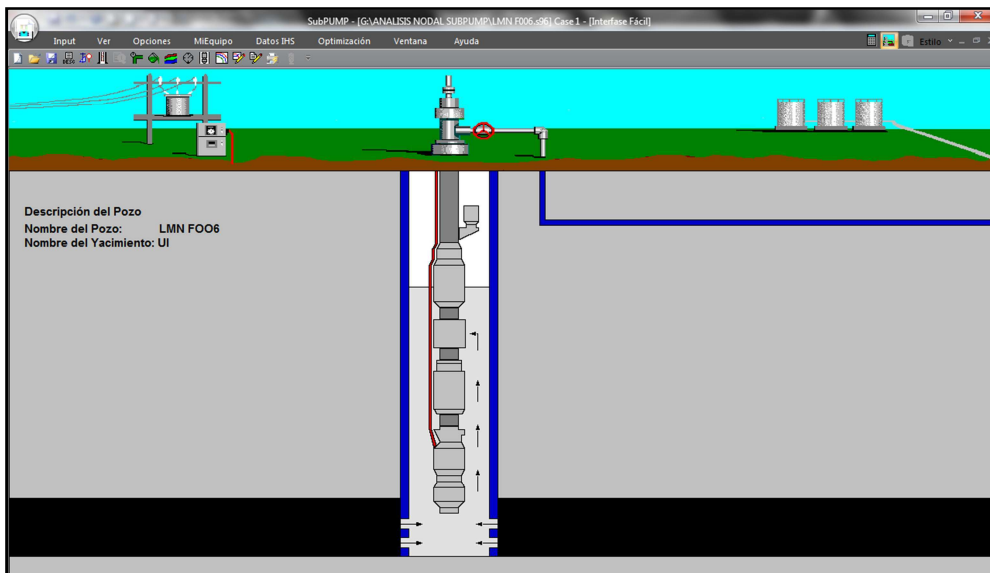 SubPUMP - [G:\ANALISIS NODAL SUBPUMP\LMN F006.s96] Case 1 - [Interfase Fácil]
Input Ver Opciones MiEquipo Datos IHS Optimización Ventana Ayuda Estilo
Descripción del Pozo
Nombre del Pozo: LMN FOO6
Nombre del Yacimiento: UI